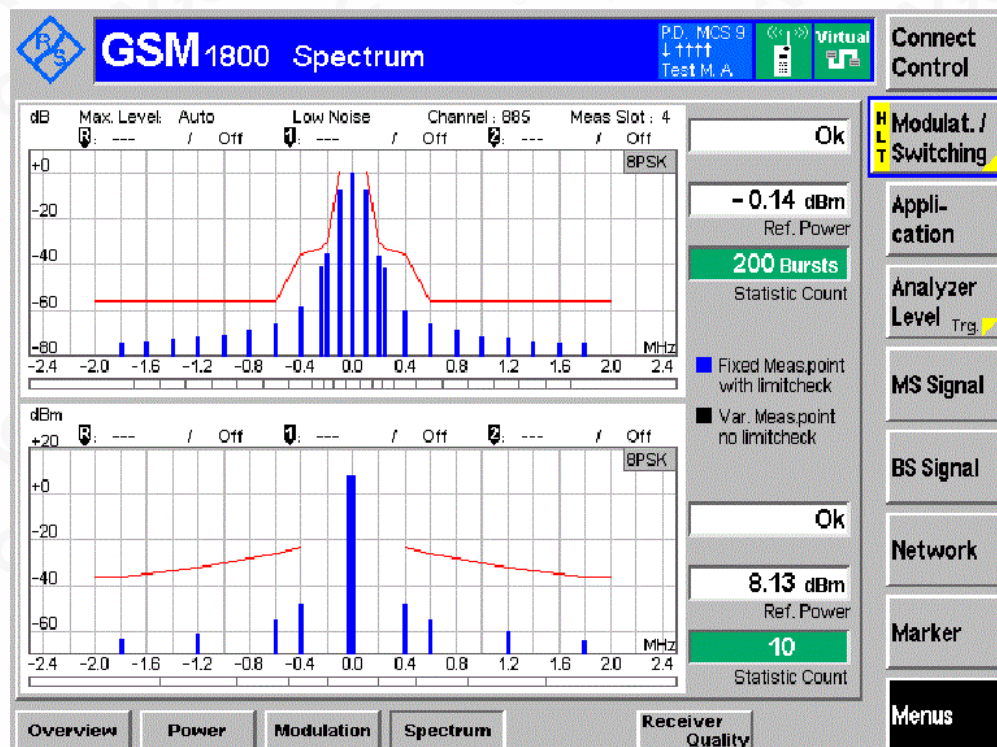 R/S
GSM 1800 Spectrum
P.D. MCS 9
↓ ↑↑↑↑
Test M. A
Virtual
Connect
Control
dB Max. Level: Auto Low Noise Channel : 885 Meas Slot : 4
R: --- / Off 1: --- / Off 2: --- / Off
8PSK
+0
-20
-40
-60
-80
MHz
-2.4 -2.0 -1.6 -1.2 -0.8 -0.4 0.0 0.4 0.8 1.2 1.6 2.0 2.4
Ok
- 0.14 dBm
Ref. Power
200 Bursts
Statistic Count
Fixed Meas.point
with limitcheck
Var. Meas.point
no limitcheck
dBm
R: --- / Off 1: --- / Off 2: --- / Off
8PSK
+20
+0
-20
-40
-60
MHz
-2.4 -2.0 -1.6 -1.2 -0.8 -0.4 0.0 0.4 0.8 1.2 1.6 2.0 2.4
Ok
8.13 dBm
Ref. Power
10
Statistic Count
HLT
Modulat. /
Switching
Appli-
cation
Analyzer
Level Trg.
MS Signal
BS Signal
Network
Marker
Menus
Overview
Power
Modulation
Spectrum
Receiver
Quality